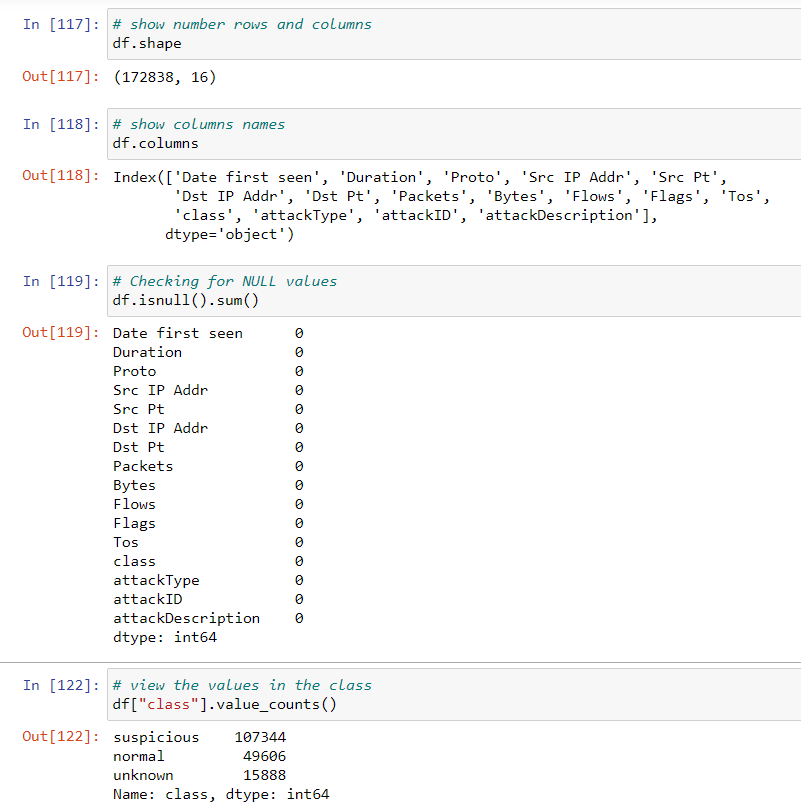 In [117]: # show number rows and columns
df.shape
Out[117]: (172838, 16)
In [118]: # show columns names
df.columns
Out[118]: Index(['Date first seen', 'Duration', 'Proto', 'Src IP Addr', 'Src Pt',
'Dst IP Addr', 'Dst Pt', 'Packets', 'Bytes', 'Flows', 'Flags', 'Tos',
'class', 'attackType', 'attackID', 'attackDescription'],
dtype='object')
In [119]: # Checking for NULL values
df.isnull().sum()
Out[119]: Date first seen 0
Duration 0
Proto 0
Src IP Addr 0
Src Pt 0
Dst IP Addr 0
Dst Pt 0
Packets 0
Bytes 0
Flows 0
Flags 0
Tos 0
class 0
attackType 0
attackID 0
attackDescription 0
dtype: int64
In [122]: # view the values in the class
df["class"].value_counts()
Out[122]: suspicious 107344
normal 49606
unknown 15888
Name: class, dtype: int64